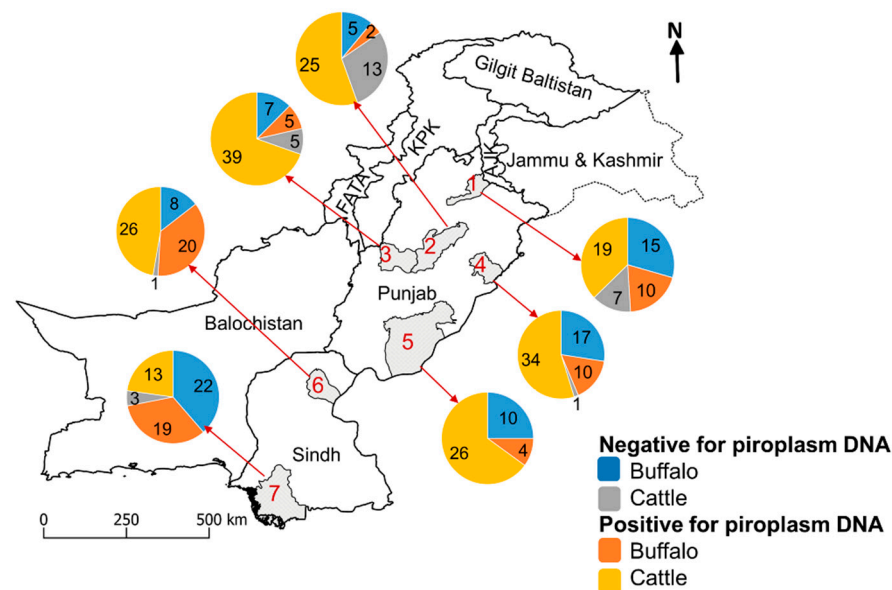 5
2
25
13
N
Gilgit Baltistan
7
5
5
39
KPK
AJK
Jammu & Kashmir
FATA
1
8
26
20
1
2
3
4
15
19
7
10
Punjab
Balochistan
5
17
34
10
1
6
22
13
3
19
10
26
4
Sindh
7
0 250 500 km
Negative for piroplasm DNA
Buffalo
Cattle
Positive for piroplasm DNA
Buffalo
Cattle